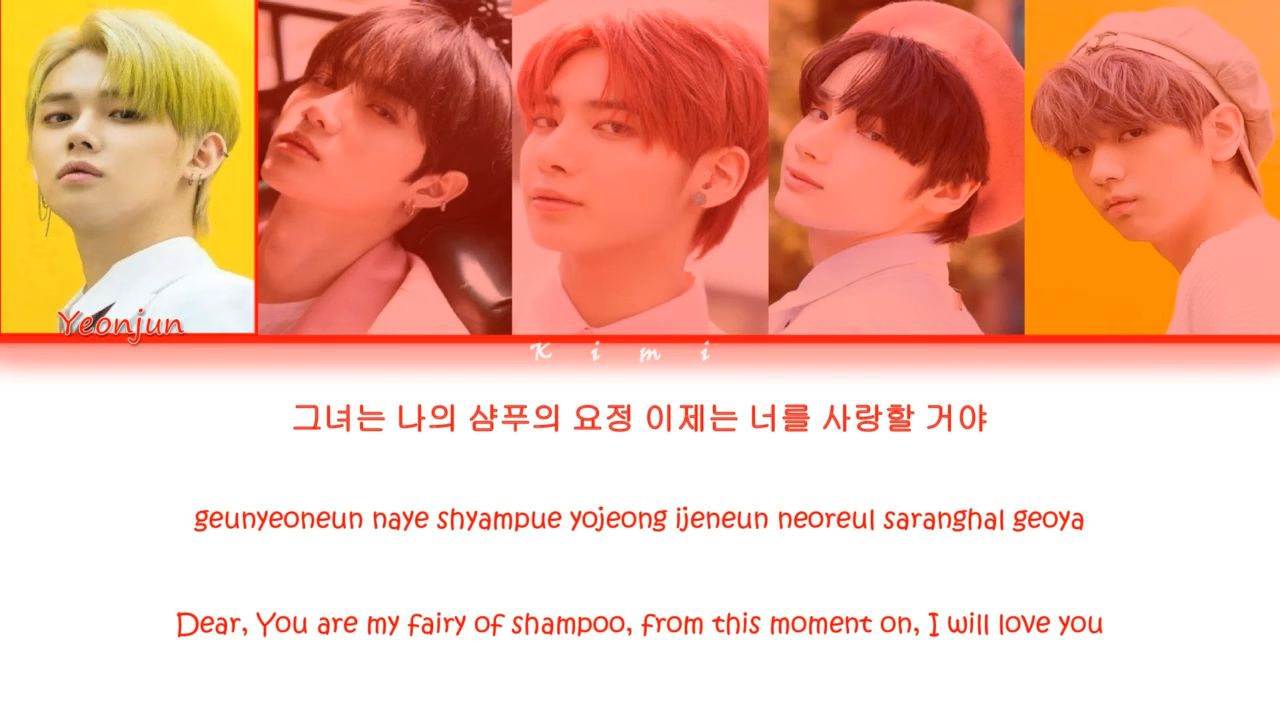 Yeonjun
Kimi
그녀는 나의 샴푸의 요정 이제는 너를 사랑할 거야
geunyeoneun naye shyampue yojeong ijeneun neoreul saranghal geoya
Dear, You are my fairy of shampoo, from this moment on, I will love you